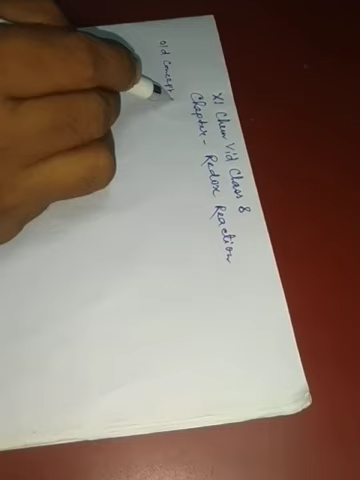 XI Chem Vid Class 8
Chapter - Redox Reaction
Old Concept